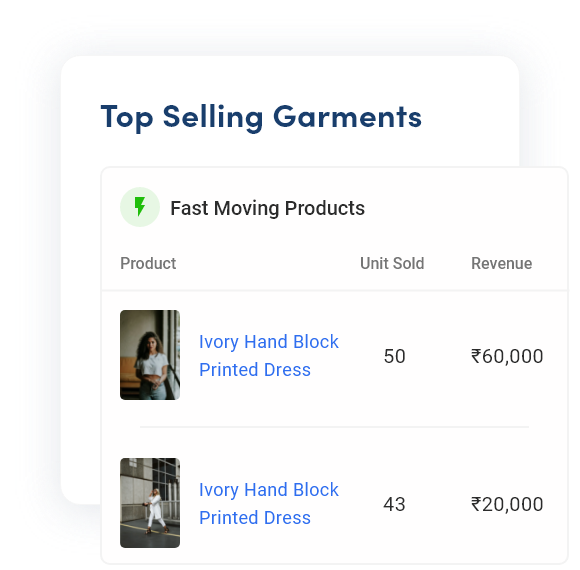 Top Selling Garments
Fast Moving Products
Product Unit Sold Revenue
Ivory Hand Block
Printed Dress
50 ₹60,000
Ivory Hand Block
Printed Dress
43 ₹20,000